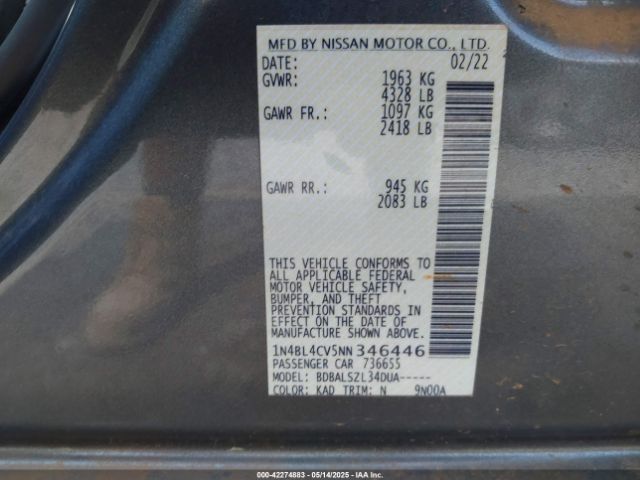 MFD BY NISSAN MOTOR CO., LTD.
DATE: 02/22
GVWR: 1963 KG
4328 LB
GAWR FR.: 1097 KG
2418 LB
GAWR RR.: 945 KG
2083 LB
THIS VEHICLE CONFORMS TO
ALL APPLICABLE FEDERAL
MOTOR VEHICLE SAFETY,
BUMPER, AND THEFT
PREVENTION STANDARDS IN
EFFECT ON THE DATE OF
MANUFACTURE SHOWN ABOVE.
1N4BL4CV5NN346446
PASSENGER CAR 736655
MODEL: BDBALSZL34DUA-----
COLOR: KAD TRIM: N 9N00A
000-42274883 - 05/14/2025 - IAA Inc.